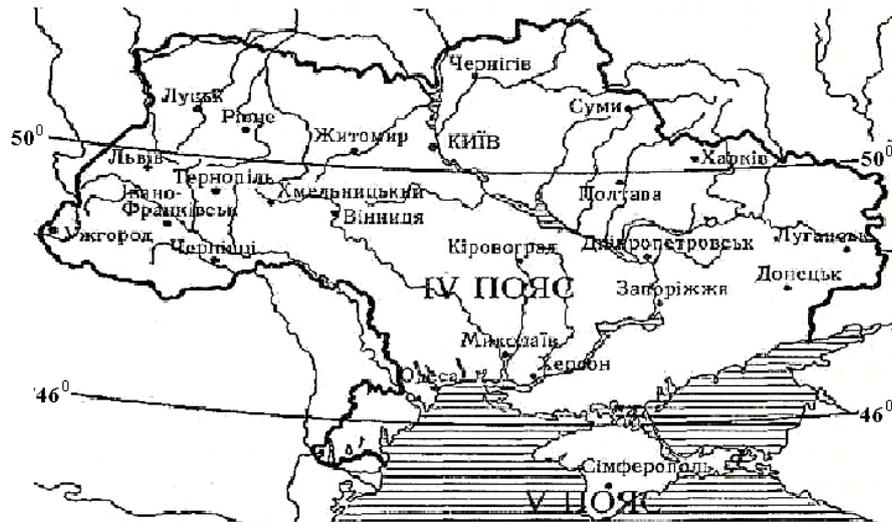 Чернігів
Луцьк
Рівне
Суми
50⁰
Житомир
КИЇВ
Львів
Харків
50⁰
Тернопіль
Хмельницький
Полтава
Івано-
Франківськ
Вінниця
Ужгород
Чернівці
Кіровоград
Дніпропетровськ
Луганськ
IV ПОЯС
Запоріжжя
Донецьк
Миколаїв
Херсон
Одеса
46⁰
46⁰
Сімферополь
V ПОЯС